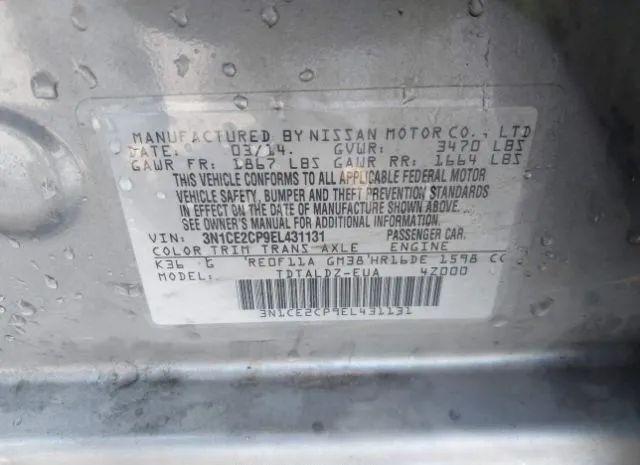 MANUFACTURED BY NISSAN MOTOR CO., LTD
DATE: 03/14. GVWR: 3470 LBS
GAWR FR: 1867 LBS GAWR RR: 1664 LBS
THIS VEHICLE CONFORMS TO ALL APPLICABLE FEDERAL MOTOR
VEHICLE SAFETY, BUMPER AND THEFT PREVENTION STANDARDS
IN EFFECT ON THE DATE OF MANUFACTURE SHOWN ABOVE.
SEE OWNER'S MANUAL FOR ADDITIONAL INFORMATION
VIN: 3N1CE2CP9EL431131 PASSENGER CAR.
COLOR TRIM TRANS. AXLE ENGINE
K36 G RE0F11A GM38 HR16DE 1598 CC
MODEL: TDTALDZ-EUA 4Z000
3N1CE2CP9EL431131